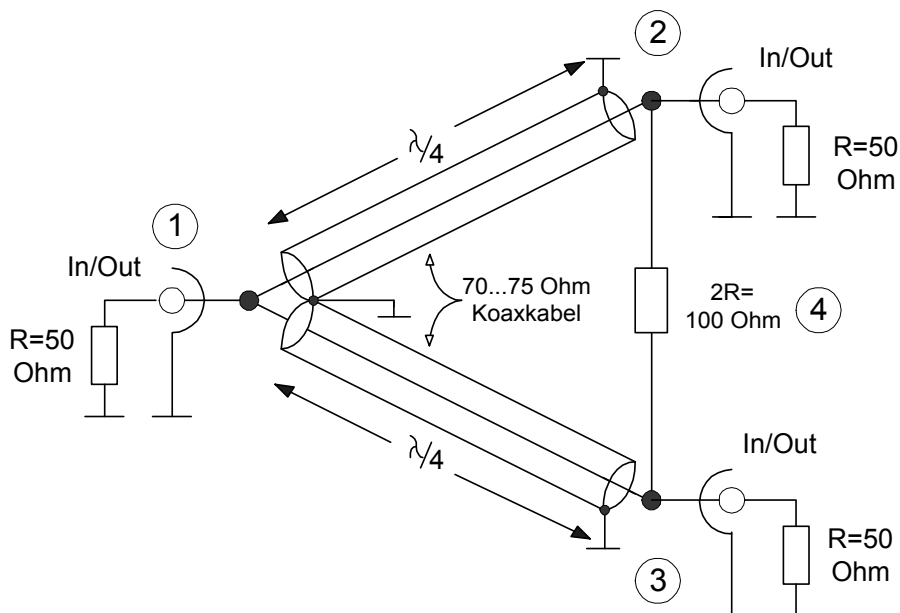 2
In/Out
λ/4
R=50
Ohm
1
In/Out
70...75 Ohm
Koaxkabel
2R=
100 Ohm
4
R=50
Ohm
λ/4
In/Out
R=50
Ohm
3